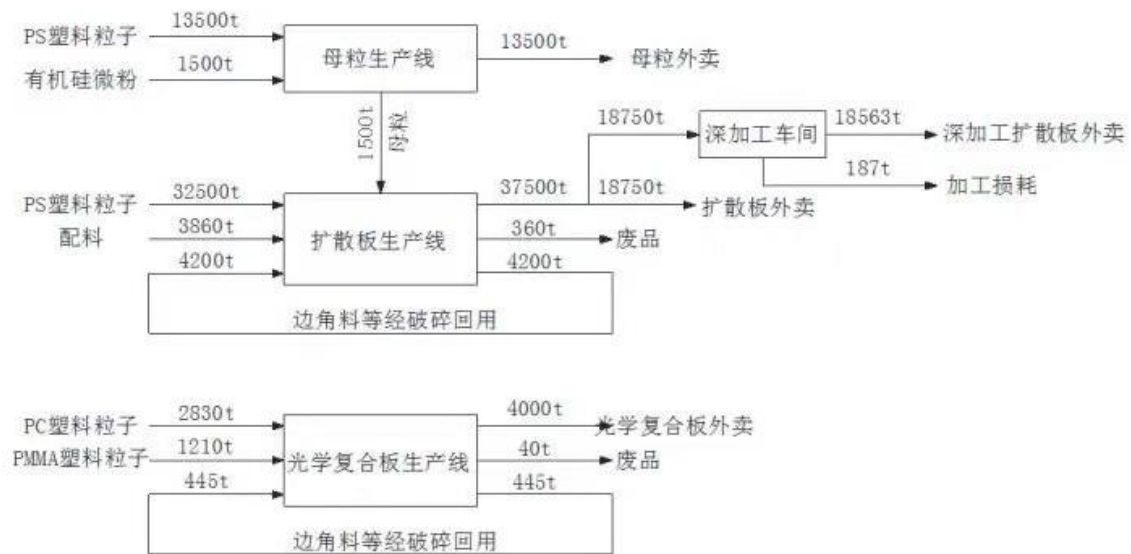 PS塑料粒子
13500t
有机硅微粉
1500t
母粒生产线
13500t
母粒外卖
1500t
母粒
18750t
深加工车间
18563t
深加工扩散板外卖
187t
加工损耗
PS塑料粒子
32500t
配料
3860t
4200t
扩散板生产线
37500t
18750t
扩散板外卖
360t
废品
4200t
边角料等经破碎回用
PC塑料粒子
2830t
PMMA塑料粒子
1210t
445t
光学复合板生产线
4000t
光学复合板外卖
40t
废品
445t
边角料等经破碎回用